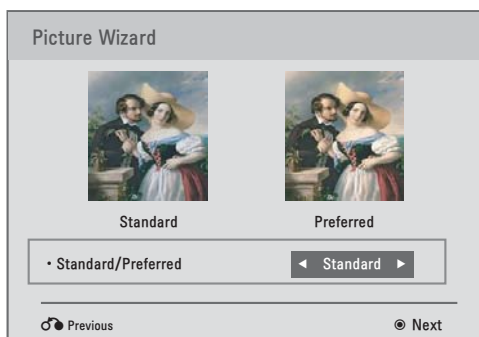 Picture Wizard
Standard Preferred
• Standard/Preferred ◄ Standard ►
Previous ◉ Next